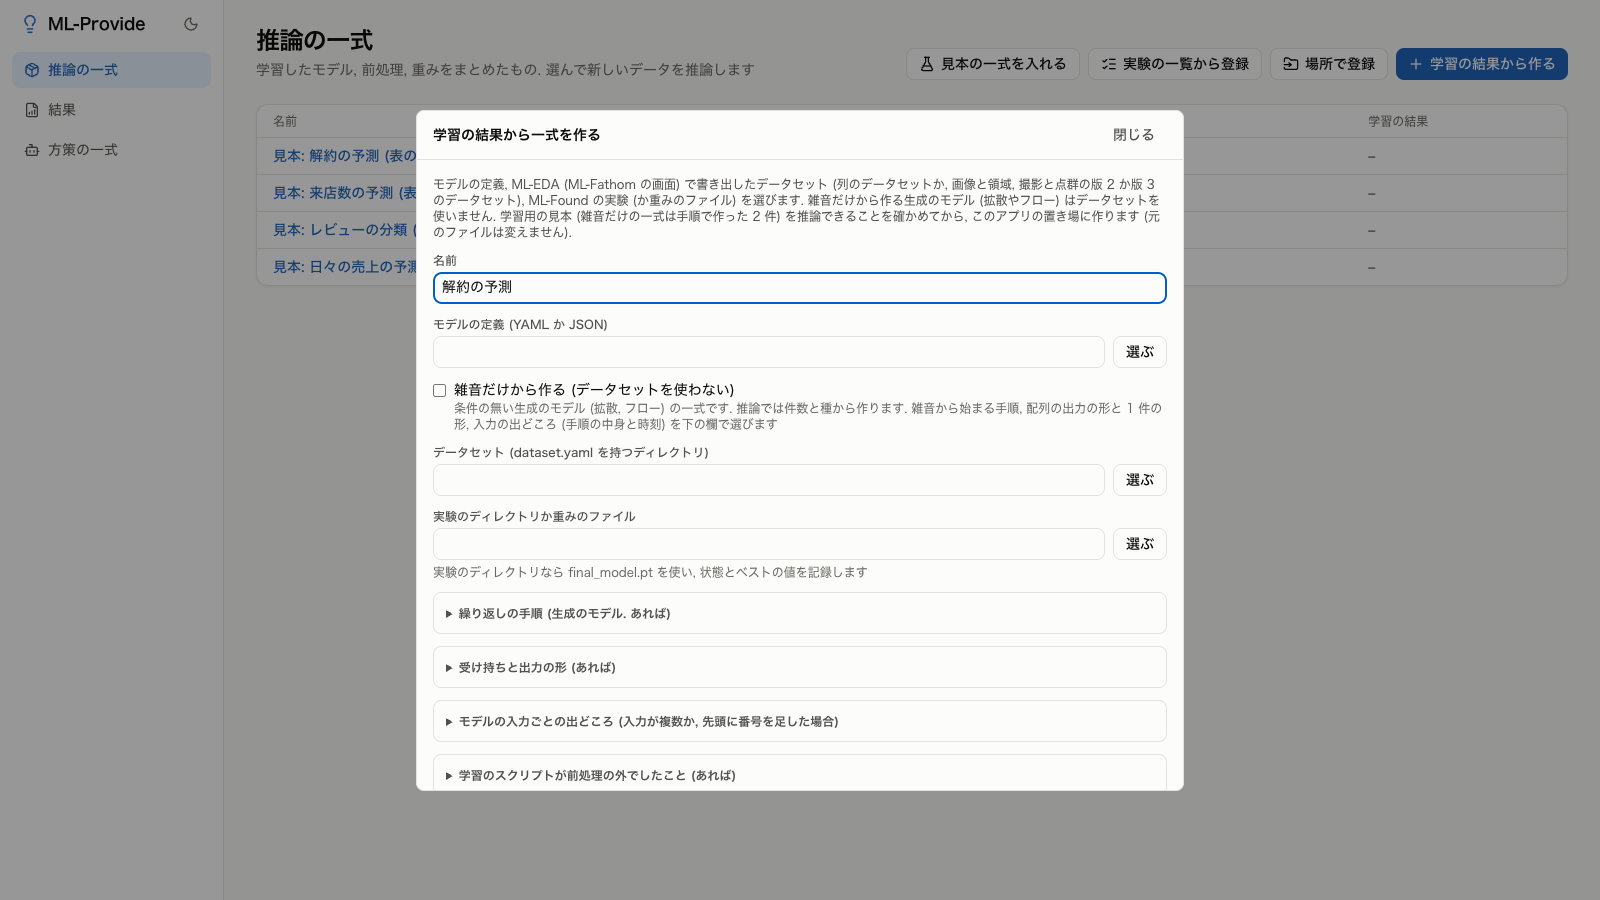 ML-Provide
推論の一式
結果
方策の一式
推論の一式
学習したモデル, 前処理, 重みをまとめたもの. 選んで新しいデータを推論します
見本の一式を入れる
実験の一覧から登録
場所で登録
学習の結果から作る
名前
学習の結果
見本: 解約の予測 (表の
–
見本: 来店数の予測 (表
–
見本: レビューの分類 (
–
見本: 日々の売上の予測
–
学習の結果から一式を作る
閉じる
モデルの定義, ML-EDA (ML-Fathom の画面) で書き出したデータセット (列のデータセットか, 画像と領域, 撮影と点群の版 2 か版 3
のデータセット), ML-Found の実験 (か重みのファイル) を選びます. 雑音だけから作る生成のモデル (拡散やフロー) はデータセットを
使いません. 学習用の見本 (雑音だけの一式は手順で作った 2 件) を推論できることを確かめてから, このアプリの置き場に作ります (元
のファイルは変えません).
名前
解約の予測
モデルの定義 (YAML か JSON)
選ぶ
雑音だけから作る (データセットを使わない)
条件の無い生成のモデル (拡散, フロー) の一式です. 推論では件数と種から作ります. 雑音から始まる手順, 配列の出力の形と 1 件の
形, 入力の出どころ (手順の中身と時刻) を下の欄で選びます
データセット (dataset.yaml を持つディレクトリ)
選ぶ
実験のディレクトリか重みのファイル
選ぶ
実験のディレクトリなら final_model.pt を使い, 状態とベストの値を記録します
繰り返しの手順 (生成のモデル. あれば)
受け持ちと出力の形 (あれば)
モデルの入力ごとの出どころ (入力が複数か, 先頭に番号を足した場合)
学習のスクリプトが前処理の外でしたこと (あれば)